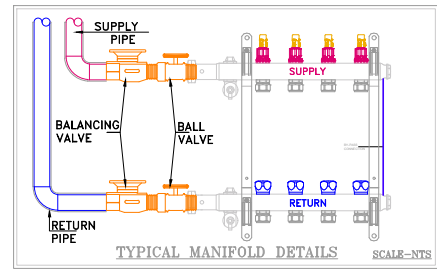 SUPPLY
PIPE
SUPPLY
BALANCING
VALVE
BALL
VALVE
RETURN
RETURN
PIPE
TYPICAL MANIFOLD DETAILS
SCALE-NTS